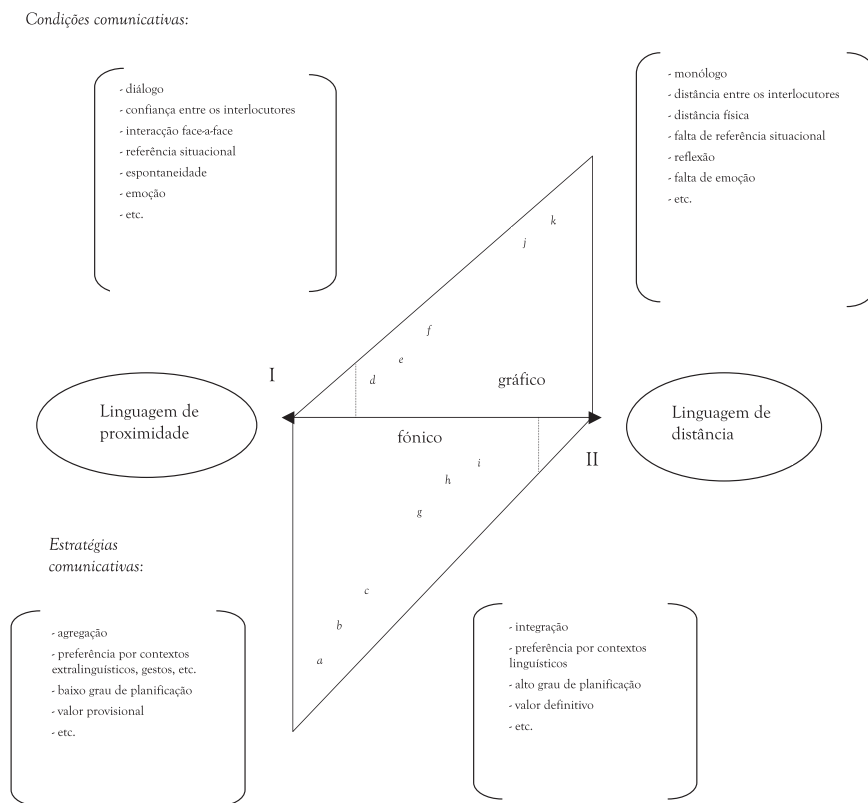 Condições comunicativas:
- diálogo
- confiança entre os interlocutores
- interacção face-a-face
- referência situacional
- espontaneidade
- emoção
- etc.
- monólogo
- distância entre os interlocutores
- distância física
- falta de referência situacional
- reflexão
- falta de emoção
- etc.
k
j
f
e
d
gráfico
I
Linguagem de
proximidade
Linguagem de
distância
fónico
II
i
h
g
c
b
a
Estratégias
comunicativas:
- agregação
- preferência por contextos
extralinguísticos, gestos, etc.
- baixo grau de planificação
- valor provisional
- etc.
- integração
- preferência por contextos
linguísticos
- alto grau de planificação
- valor definitivo
- etc.